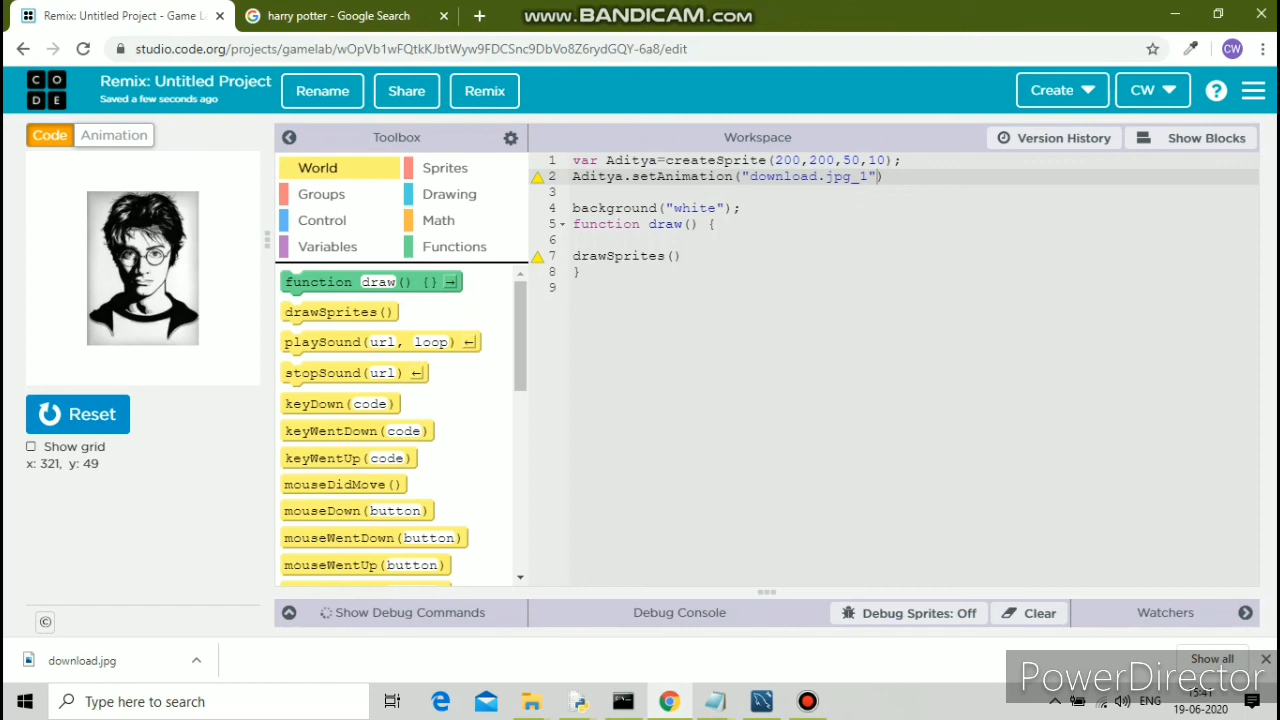 Remix: Untitled Project - Game L
harry potter - Google Search
www.BANDICAM.com
studio.code.org/projects/gamelab/wOpVb1wFQtkKJbtWyw9FDCSnc9DbVo8Z6rydGQY-6a8/edit
CW
CODE
Remix: Untitled Project
Saved a few seconds ago
Rename
Share
Remix
Create
CW
?
Code
Animation
Toolbox
Workspace
Version History
Show Blocks
World
Sprites
Groups
Drawing
Control
Math
Variables
Functions
function draw() {}
drawSprites()
playSound(url, loop)
stopSound(url)
keyDown(code)
keyWentDown(code)
keyWentUp(code)
mouseDidMove()
mouseDown(button)
mouseWentDown(button)
mouseWentUp(button)
1 var Aditya=createSprite(200,200,50,10);
2 Aditya.setAnimation("download.jpg_1")
3
4 background("white");
5 function draw() {
6
7 drawSprites()
8 }
9
Reset
Show grid
x: 321, y: 49
©
Show Debug Commands
Debug Console
Debug Sprites: Off
Clear
Watchers
download.jpg
Show all
PowerDirector
Type here to search
ENG
15:41
19-06-2020